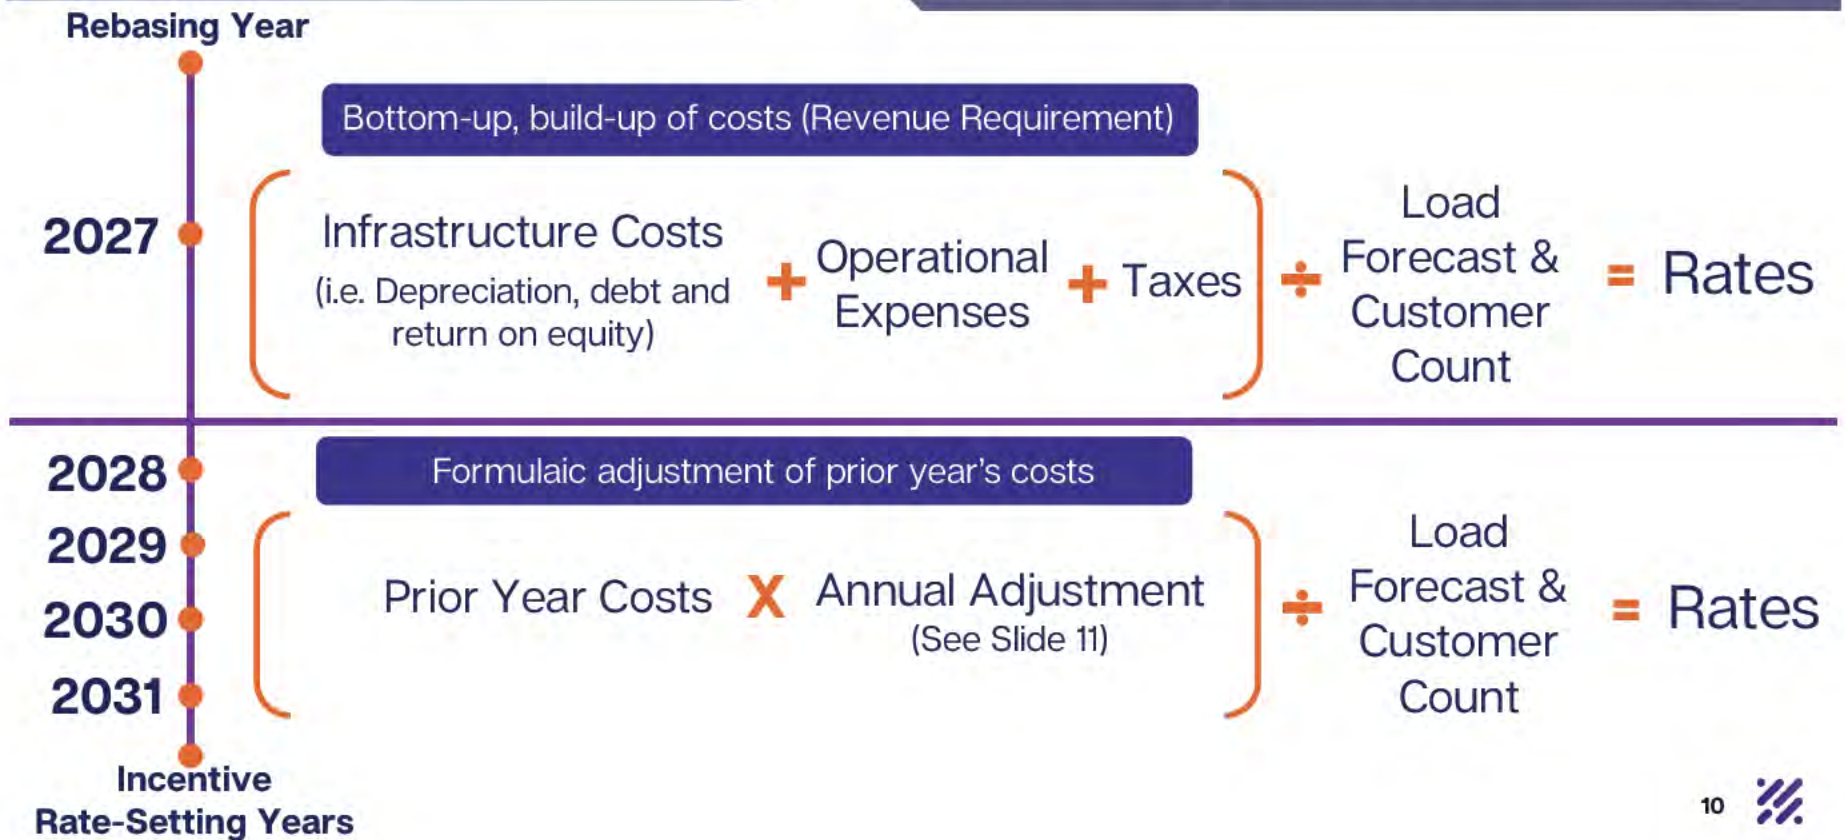 Rebasing Year
Bottom-up, build-up of costs (Revenue Requirement)
2027
Infrastructure Costs
(i.e. Depreciation, debt and
return on equity)
+
Operational
Expenses
+
Taxes
÷
Load
Forecast &
Customer
Count
=
Rates
2028
2029
2030
2031
Formulaic adjustment of prior year's costs
Prior Year Costs
X
Annual Adjustment
(See Slide 11)
÷
Load
Forecast &
Customer
Count
=
Rates
Incentive
Rate-Setting Years
10